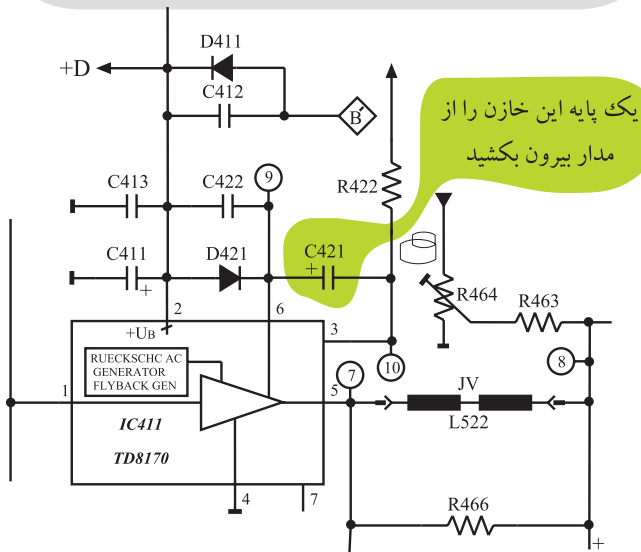 D411
+D
C412
B'
یک پایه این خازن را از
مدار بیرون بکشید
9
C413
C422
R422
C411
+
D421
C421
+
R464
R463
2
6
+UB
3
RUECKSCHC AC
GENERATOR
FLYBACK GEN
10
8
7
1
5
JV
IC411
L522
TD8170
4
7
R466
+